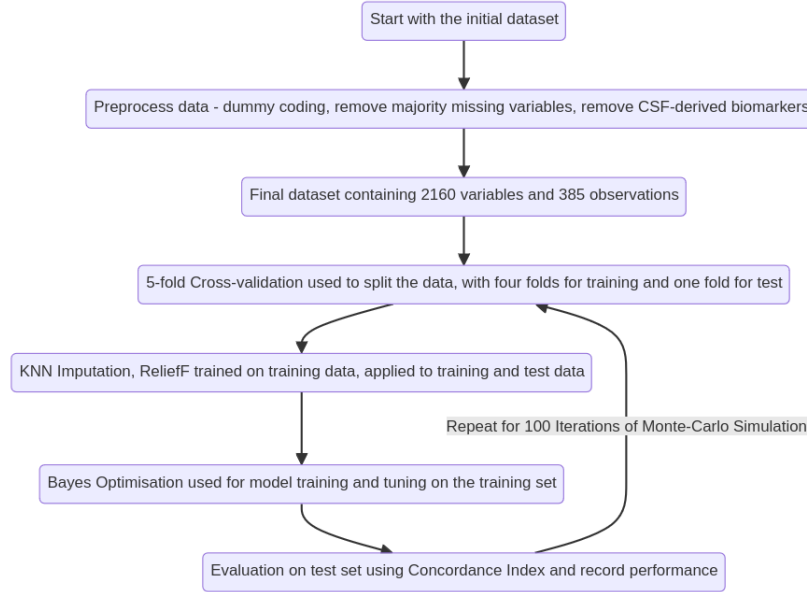 Start with the initial dataset
Preprocess data - dummy coding, remove majority missing variables, remove CSF-derived biomarkers
Final dataset containing 2160 variables and 385 observations
5-fold Cross-validation used to split the data, with four folds for training and one fold for test
KNN Imputation, ReliefF trained on training data, applied to training and test data
Repeat for 100 Iterations of Monte-Carlo Simulation
Bayes Optimisation used for model training and tuning on the training set
Evaluation on test set using Concordance Index and record performance